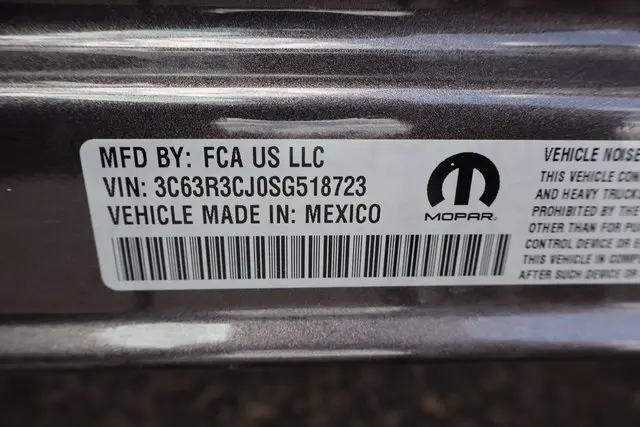 MFD BY: FCA US LLC
VIN: 3C63R3CJ0SG518723
VEHICLE MADE IN: MEXICO
MOPAR
VEHICLE NOISE
THIS VEHICLE CON
AND HEAVY TRUCKS
PROHIBITED BY THE
OTHER THAN FOR PU
CONTROL DEVICE OR
THIS VEHICLE IN COMP
AFTER SUCH DEVICE OR